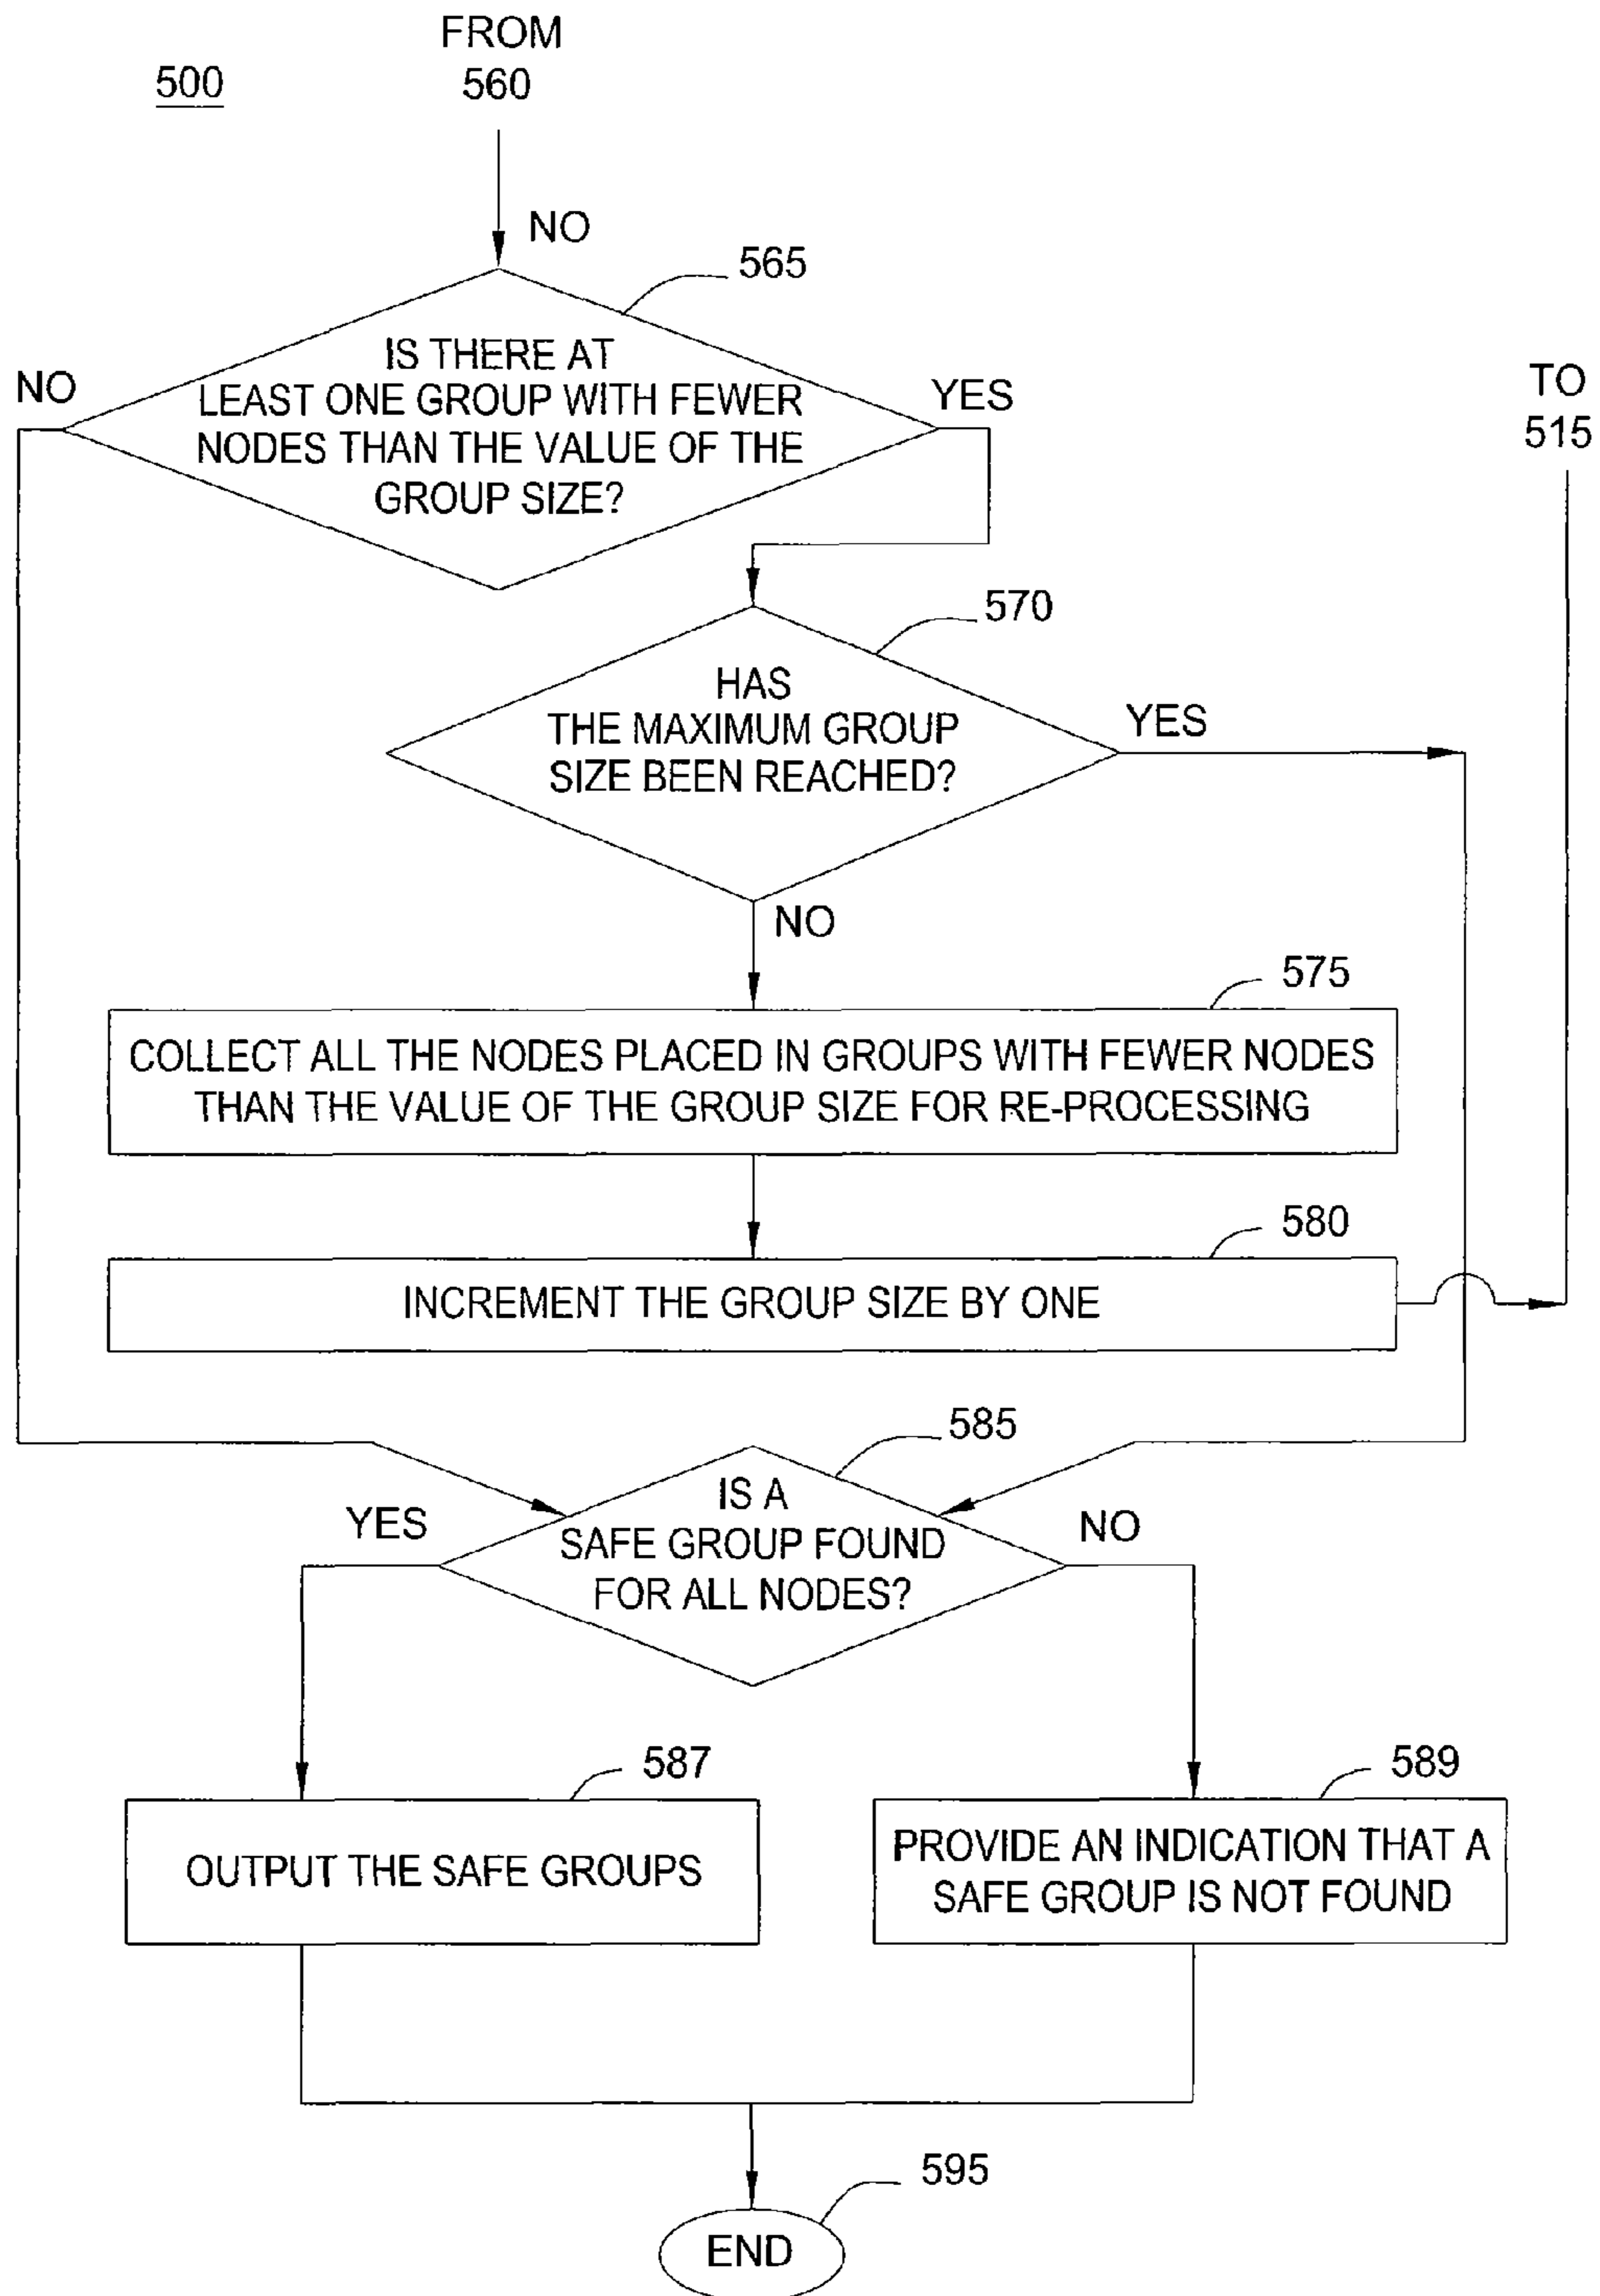 FROM
560
500
NO
565
IS THERE AT
LEAST ONE GROUP WITH FEWER
NODES THAN THE VALUE OF THE
GROUP SIZE?
NO
YES
TO
515
570
HAS
THE MAXIMUM GROUP
SIZE BEEN REACHED?
YES
NO
575
COLLECT ALL THE NODES PLACED IN GROUPS WITH FEWER NODES
THAN THE VALUE OF THE GROUP SIZE FOR RE-PROCESSING
580
INCREMENT THE GROUP SIZE BY ONE
585
IS A
SAFE GROUP FOUND
FOR ALL NODES?
YES
NO
587
OUTPUT THE SAFE GROUPS
589
PROVIDE AN INDICATION THAT A
SAFE GROUP IS NOT FOUND
595
END